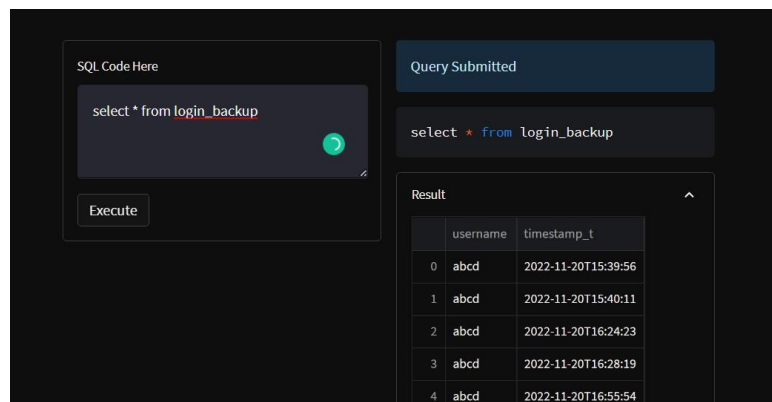 SQL Code Here
select * from login_backup
Execute
Query Submitted
select * from login_backup
Result
username timestamp_t
0 abcd 2022-11-20T15:39:56
1 abcd 2022-11-20T15:40:11
2 abcd 2022-11-20T16:24:23
3 abcd 2022-11-20T16:28:19
4 abcd 2022-11-20T16:55:54